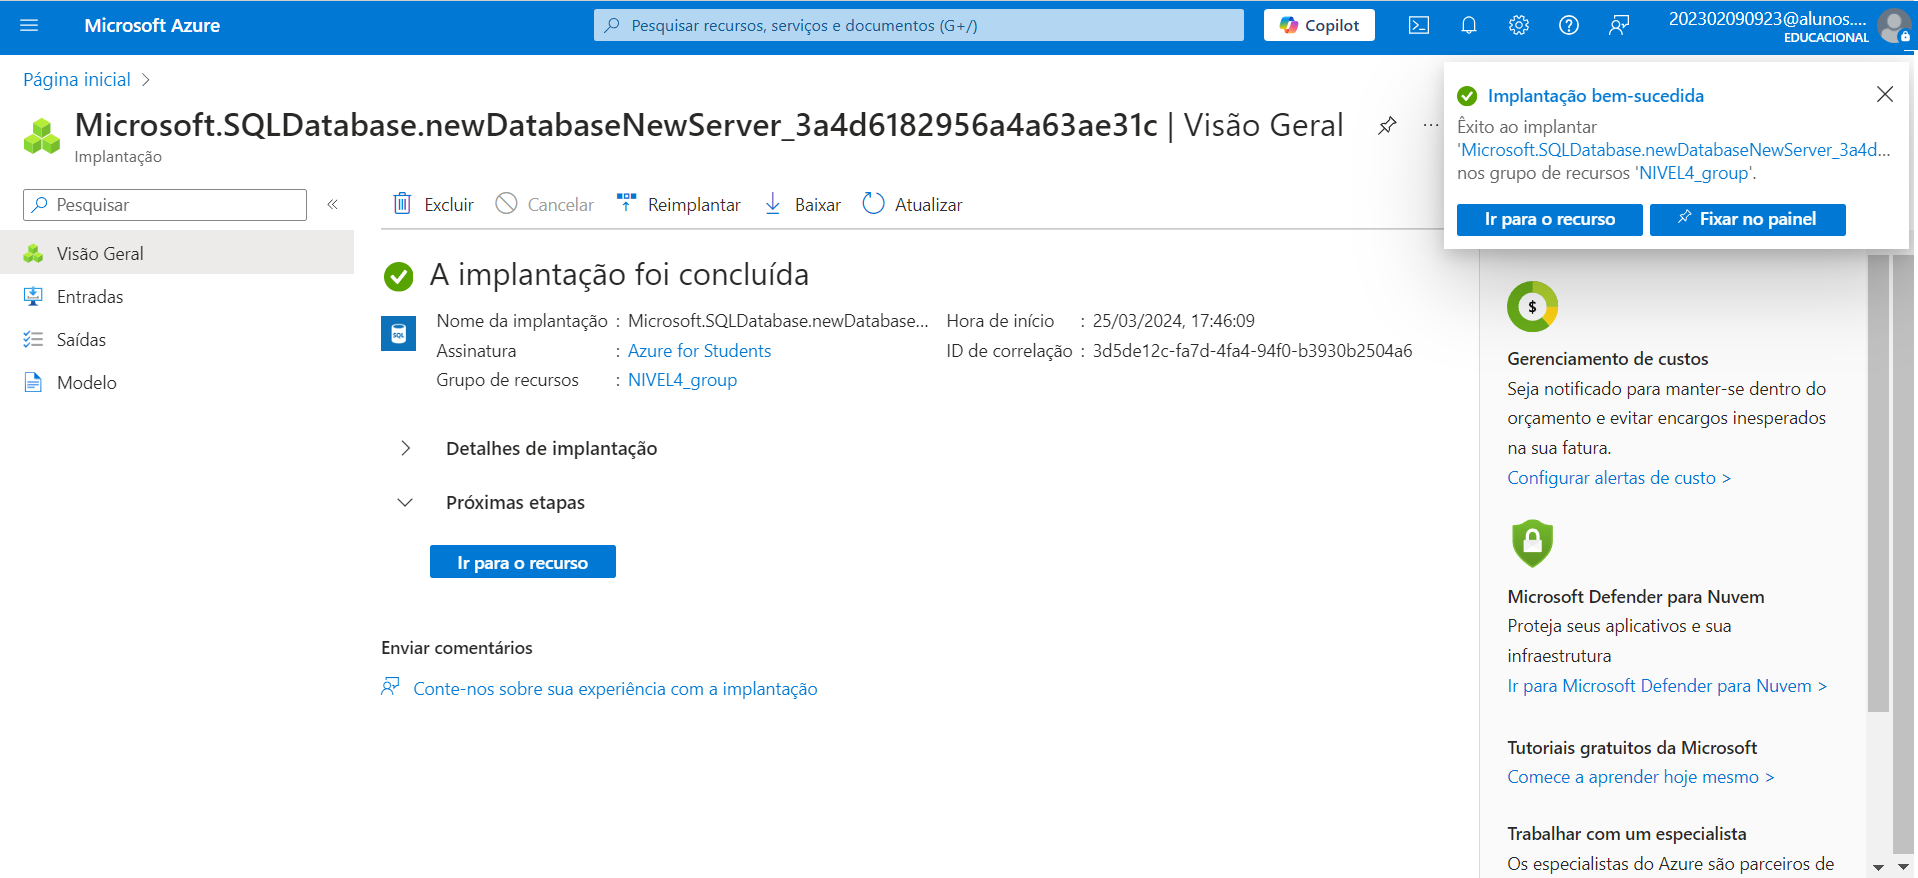 Microsoft Azure
Pesquisar recursos, serviços e documentos (G+/)
Copilot
202302090923@alunos....
EDUCACIONAL
Página inicial
Microsoft.SQLDatabase.newDatabaseNewServer_3a4d6182956a4a63ae31c | Visão Geral
Implantação
Implantação bem-sucedida
Êxito ao implantar
'Microsoft.SQLDatabase.newDatabaseNewServer_3a4d...
nos grupo de recursos 'NIVEL4_group'.
Ir para o recurso
Fixar no painel
Pesquisar
Visão Geral
Entradas
Saídas
Modelo
Excluir
Cancelar
Reimplantar
Baixar
Atualizar
A implantação foi concluída
SQL
Nome da implantação : Microsoft.SQLDatabase.newDatabase...
Assinatura : Azure for Students
Grupo de recursos : NIVEL4_group
Hora de início : 25/03/2024, 17:46:09
ID de correlação : 3d5de12c-fa7d-4fa4-94f0-b3930b2504a6
Detalhes de implantação
Próximas etapas
Ir para o recurso
Enviar comentários
Conte-nos sobre sua experiência com a implantação
$
Gerenciamento de custos
Seja notificado para manter-se dentro do
orçamento e evitar encargos inesperados
na sua fatura.
Configurar alertas de custo >
Microsoft Defender para Nuvem
Proteja seus aplicativos e sua
infraestrutura
Ir para Microsoft Defender para Nuvem >
Tutoriais gratuitos da Microsoft
Comece a aprender hoje mesmo >
Trabalhar com um especialista
Os especialistas do Azure são parceiros de